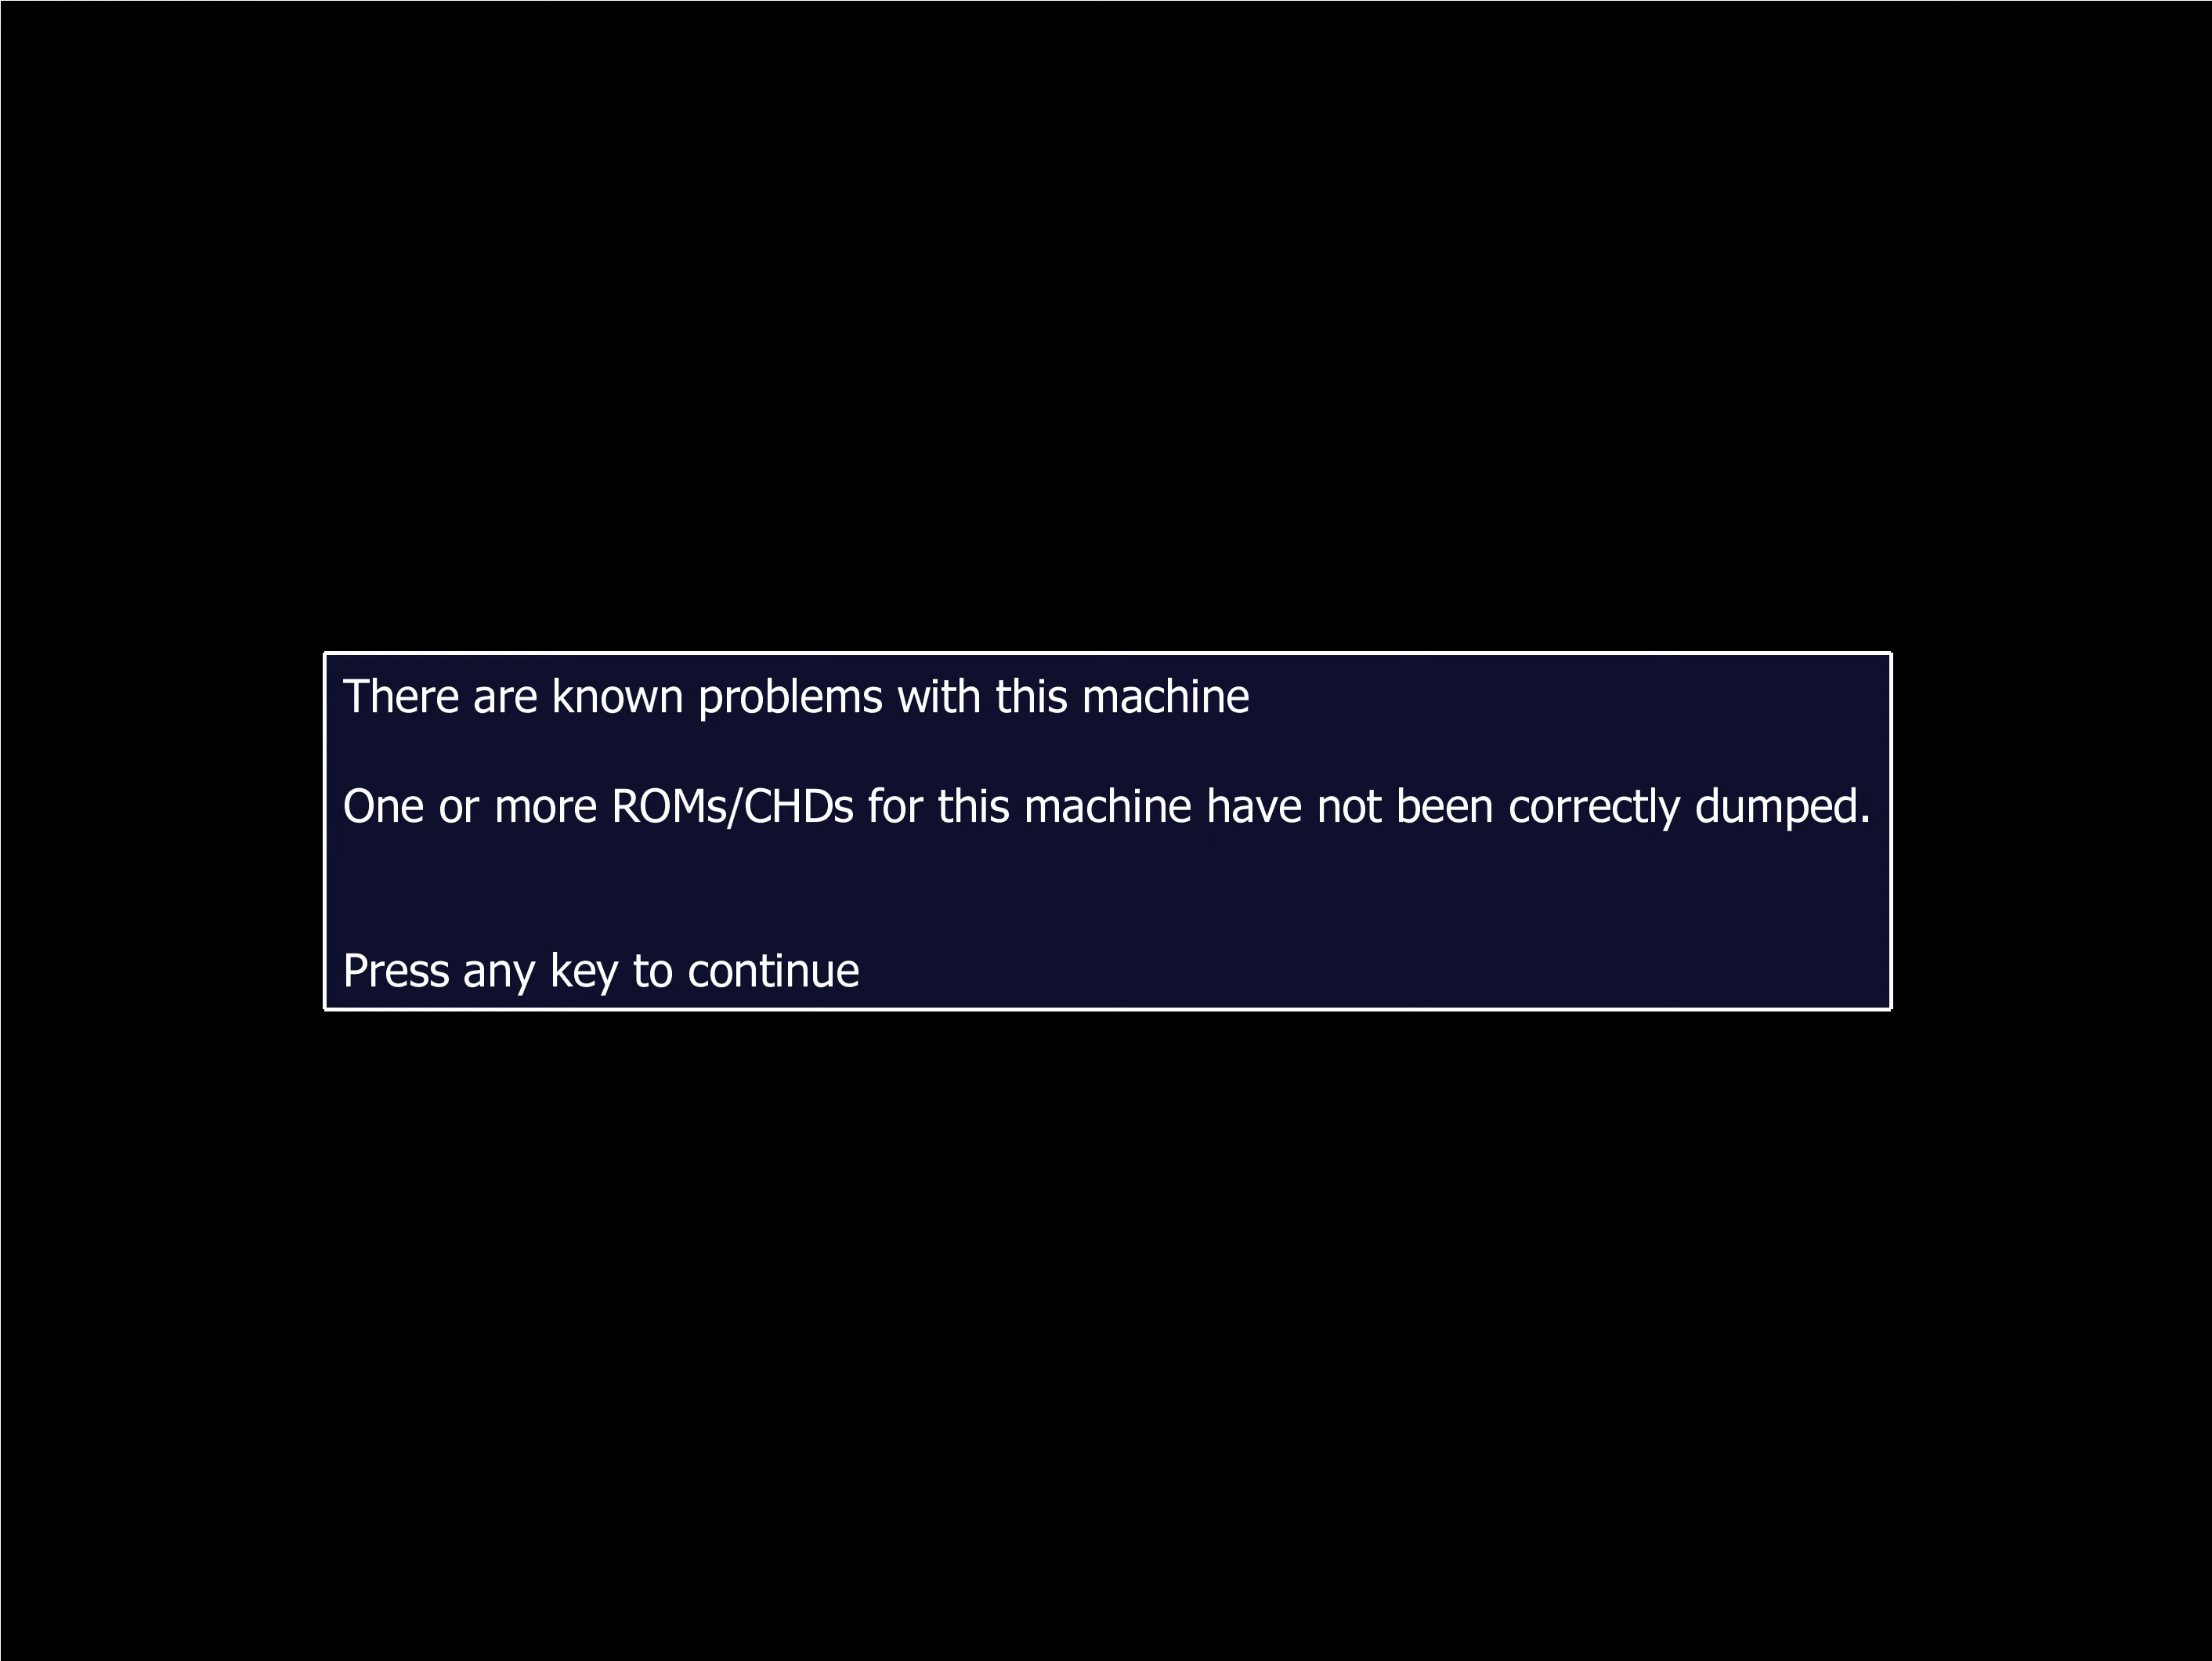 There are known problems with this machine
One or more ROMs/CHDs for this machine have not been correctly dumped.
Press any key to continue